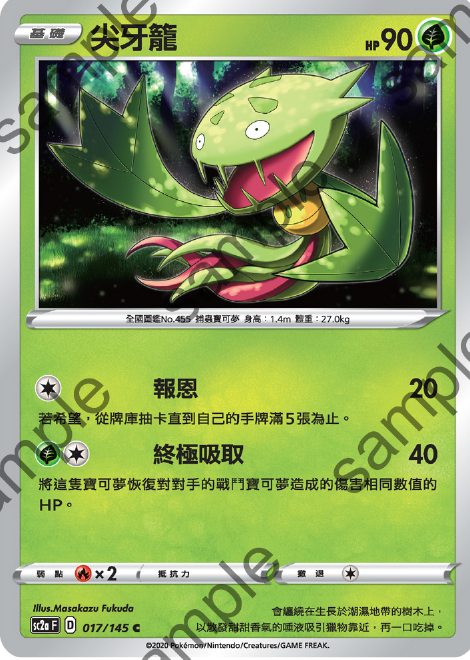 基礎 尖牙籠 HP90
全國圖鑑No.455 捕蟲寶可夢 身高：1.4m 體重：27.0kg
報恩 20
若希望，從牌庫抽卡直到自己的手牌滿5張為止。
終極吸取 40
將這隻寶可夢恢復對對手的戰鬥寶可夢造成的傷害相同數值的
HP。
弱點 ×2 抵抗力 撤退
Illus.Masakazu Fukuda
sc2a F D 017/145 C
會纏繞在生長於濕濕地帶的樹木上，
以散發甜甜香氣的唾液吸引獵物靠近，再一口吃掉。
©2020 Pokémon/Nintendo/Creatures/GAME FREAK.
sample
sample
sample
sample
sample
sample
sample
sample